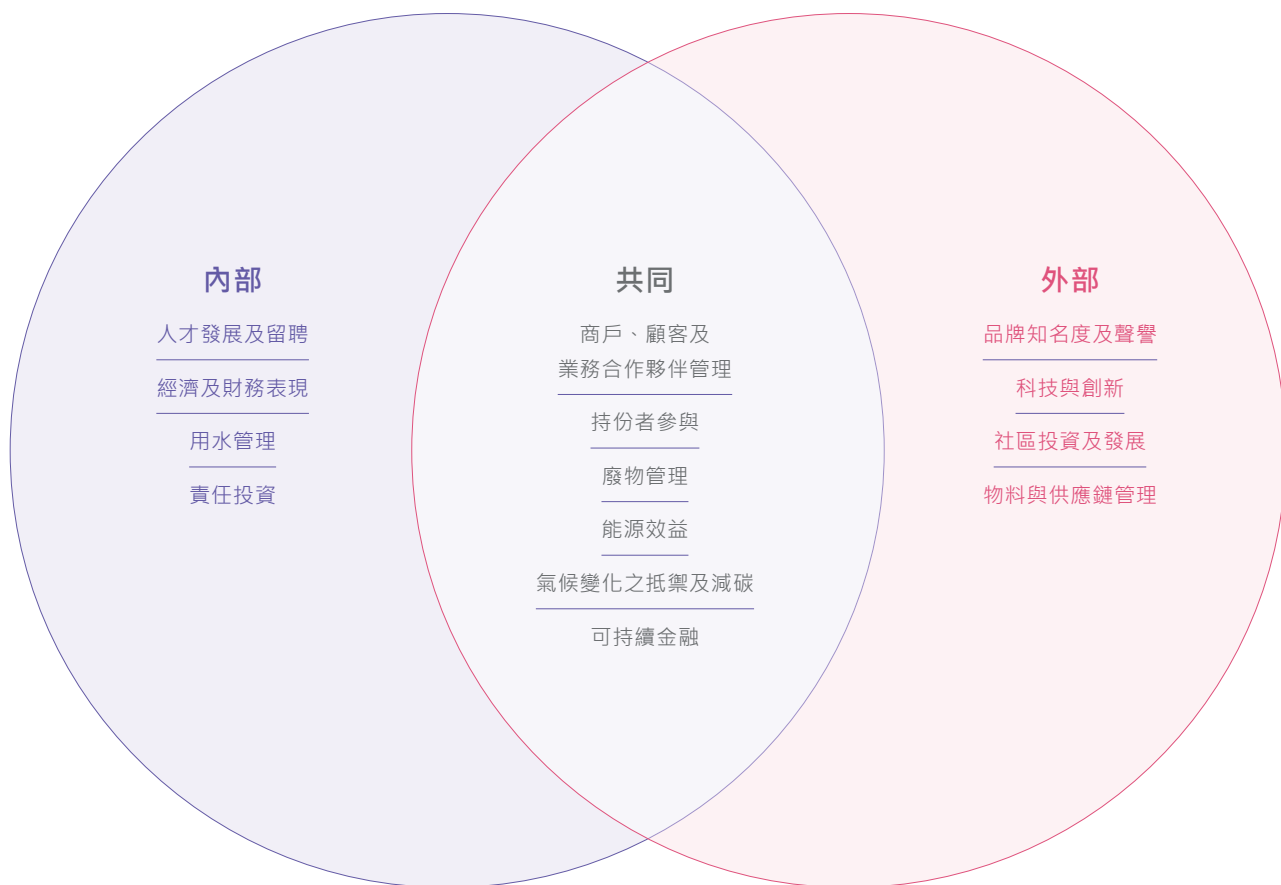 內部
人才發展及留聘
經濟及財務表現
用水管理
責任投資
共同
商戶、顧客及
業務合作夥伴管理
持份者參與
廢物管理
能源效益
氣候變化之抵禦及減碳
可持續金融
外部
品牌知名度及聲譽
科技與創新
社區投資及發展
物料與供應鏈管理